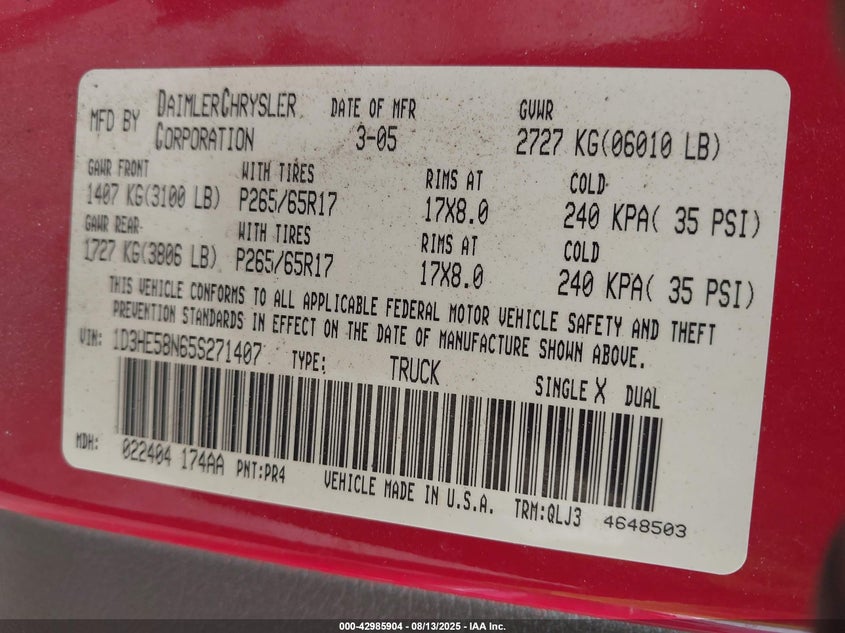 MFD BY DAIMLERCHRYSLER CORPORATION DATE OF MFR 3-05 GVWR 2727 KG(06010 LB)
GAWR FRONT WITH TIRES RIMS AT COLD
1407 KG(3100 LB) P265/65R17 17X8.0 240 KPA( 35 PSI)
GAWR REAR WITH TIRES RIMS AT COLD
1727 KG(3806 LB) P265/65R17 17X8.0 240 KPA( 35 PSI)
THIS VEHICLE CONFORMS TO ALL APPLICABLE FEDERAL MOTOR VEHICLE SAFETY AND THEFT
PREVENTION STANDARDS IN EFFECT ON THE DATE OF MANUFACTURE SHOWN ABOVE.
VIN: 1D3HE58N65S271407 TYPE: TRUCK SINGLE X DUAL
MDH: 022404 174AA PNT:PR4 VEHICLE MADE IN U.S.A. TRM:QLJ3 4648503
000-42985904 - 08/13/2025 - IAA Inc.